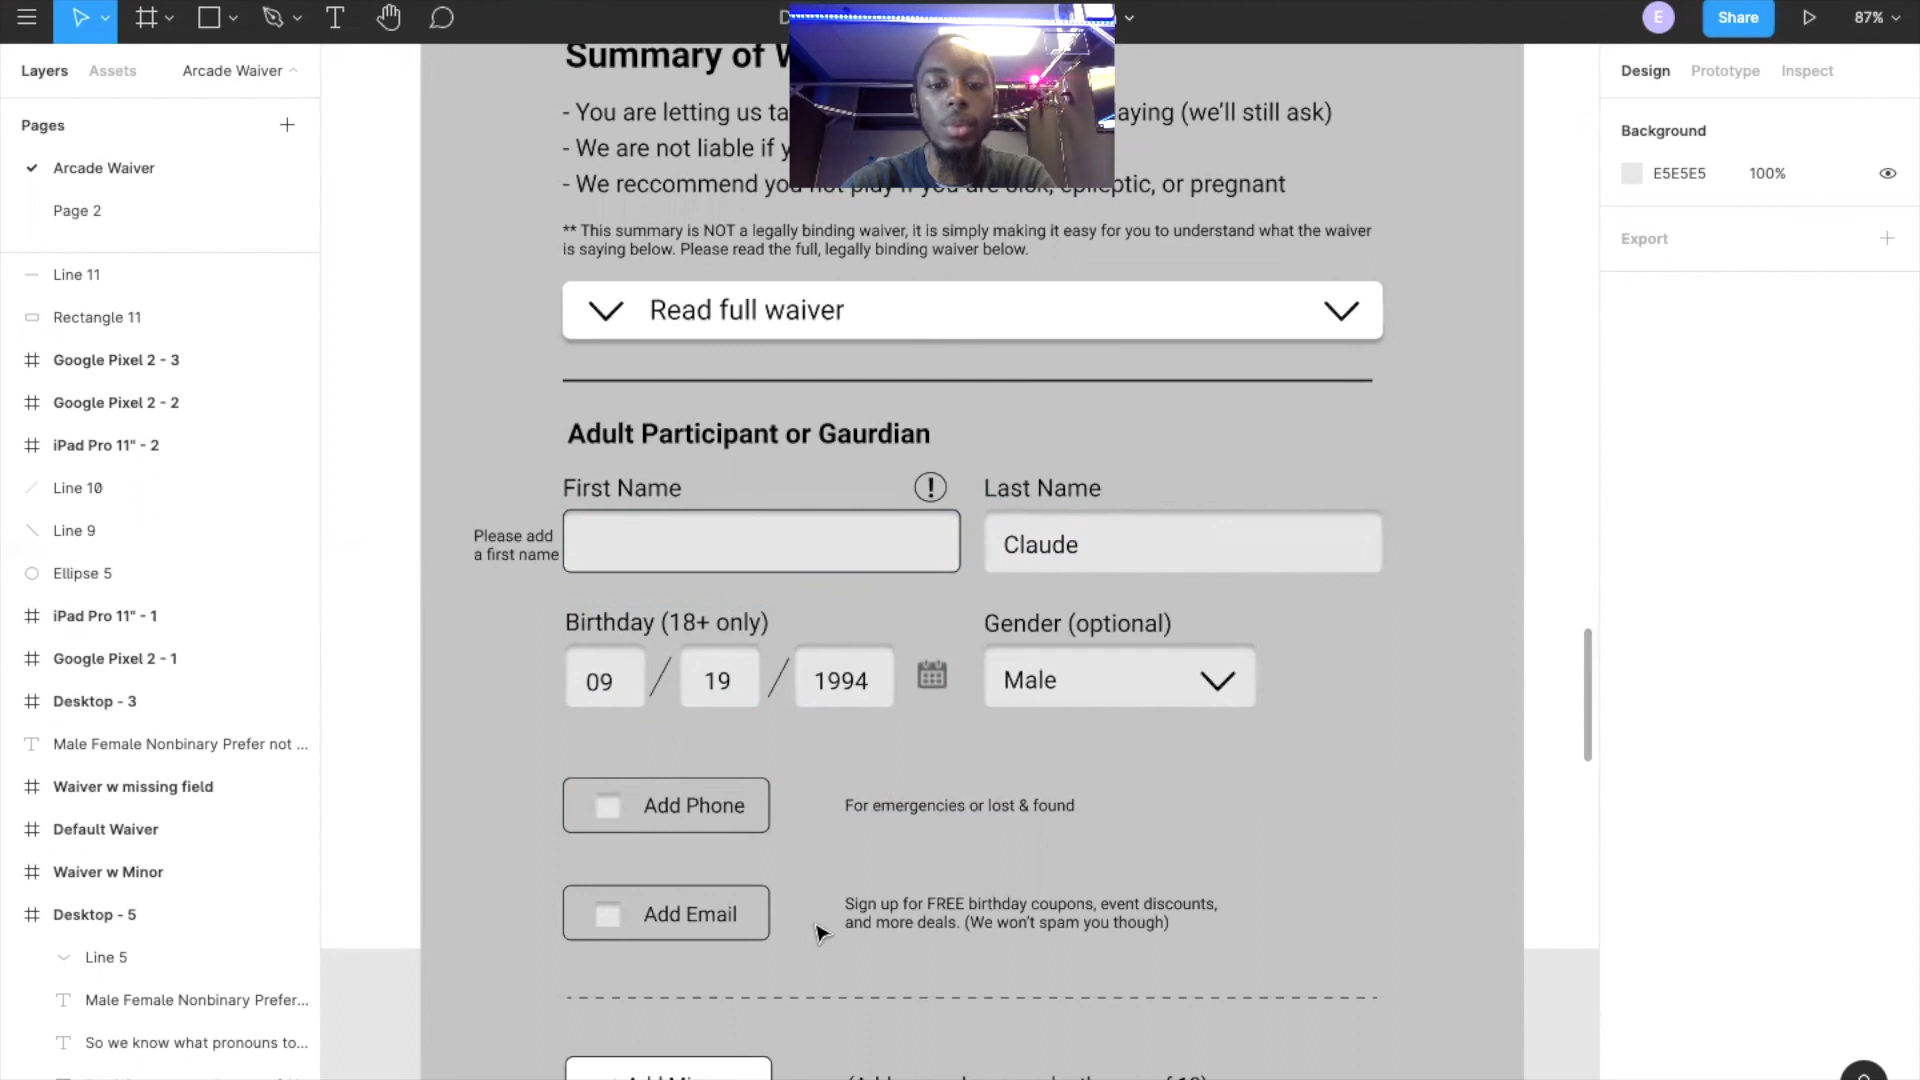 E
Share
87%
Layers
Assets
Arcade Waiver
Design
Prototype
Inspect
Pages
Arcade Waiver
Page 2
Background
E5E5E5
100%
Export
Line 11
Rectangle 11
Google Pixel 2 - 3
Google Pixel 2 - 2
iPad Pro 11" - 2
Line 10
Line 9
Ellipse 5
iPad Pro 11" - 1
Google Pixel 2 - 1
Desktop - 3
Male Female Nonbinary Prefer not ...
Waiver w missing field
Default Waiver
Waiver w Minor
Desktop - 5
Line 5
Male Female Nonbinary Prefer...
So we know what pronouns to...
Summary of
- You are letting us
(we'll still ask)
- We are not liable if
- We reccommend you not play if you are sick, epileptic, or pregnant
** This summary is NOT a legally binding waiver, it is simply making it easy for you to understand what the waiver
is saying below. Please read the full, legally binding waiver below.
Read full waiver
Adult Participant or Gaurdian
First Name
!
Last Name
Please add
a first name
Claude
Birthday (18+ only)
Gender (optional)
09 / 19 / 1994
Male
Add Phone
For emergencies or lost & found
Add Email
Sign up for FREE birthday coupons, event discounts,
and more deals. (We won't spam you though)